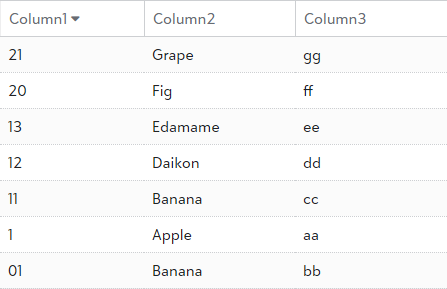 Column1 Column2 Column3
21 Grape gg
20 Fig ff
13 Edamame ee
12 Daikon dd
11 Banana cc
1 Apple aa
01 Banana bb